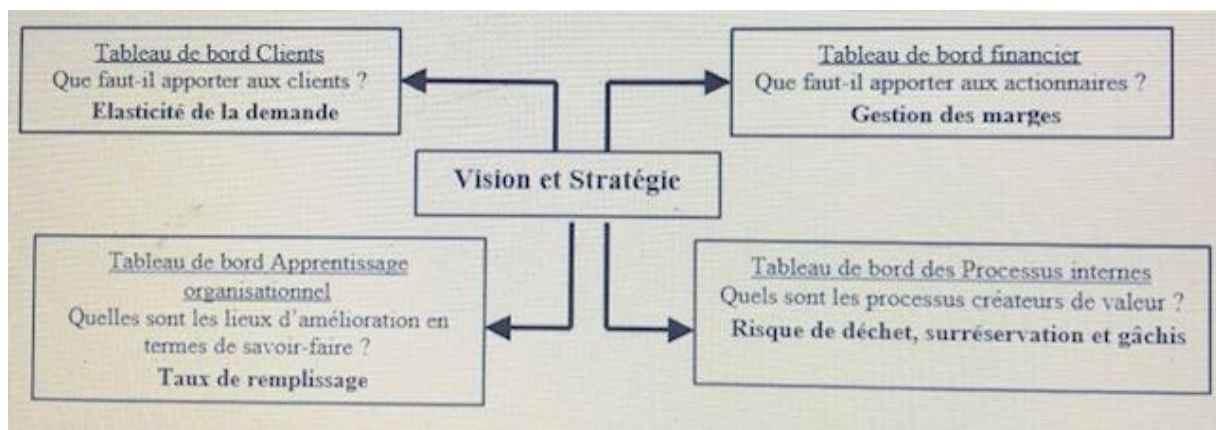 Tableau de bord Clients
Que faut-il apporter aux clients ?
Elasticité de la demande
Tableau de bord financier
Que faut-il apporter aux actionnaires ?
Gestion des marges
Vision et Stratégie
Tableau de bord Apprentissage
organisationnel
Quelles sont les lieux d'amélioration en
termes de savoir-faire ?
Taux de remplissage
Tableau de bord des Processus internes
Quels sont les processus créateurs de valeur ?
Risque de déchet, surréservation et gâchis